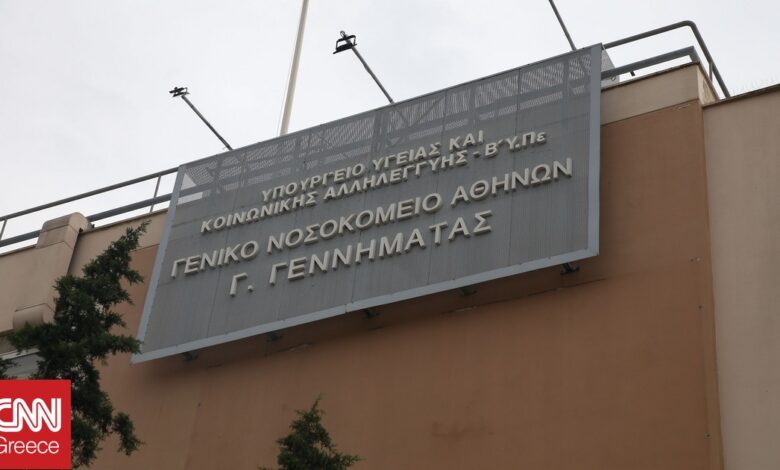 ΥΠΟΥΡΓΕΙΟ ΥΓΕΙΑΣ ΚΑΙ
ΚΟΙΝΩΝΙΚΗΣ ΑΛΛΗΛΕΓΓΥΗΣ - Β΄Υ.Πε
ΓΕΝΙΚΟ ΝΟΣΟΚΟΜΕΙΟ ΑΘΗΝΩΝ
Γ. ΓΕΝΝΗΜΑΤΑΣ
CNN
Greece